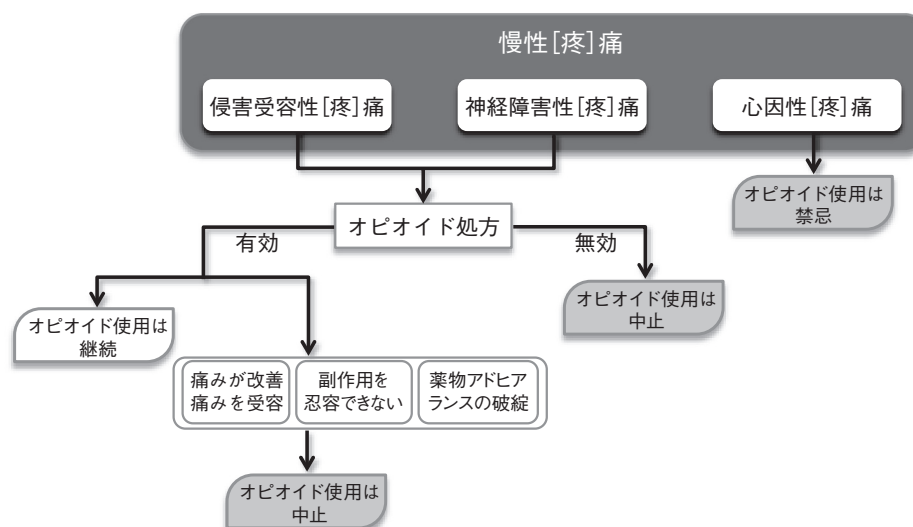 慢性[疼]痛
侵害受容性[疼]痛
神経障害性[疼]痛
心因性[疼]痛
オピオイド使用は
禁忌
オピオイド処方
有効
無効
オピオイド使用は
中止
オピオイド使用は
継続
痛みが改善
痛みを受容
副作用を
忍容できない
薬物アドヒア
ランスの破綻
オピオイド使用は
中止